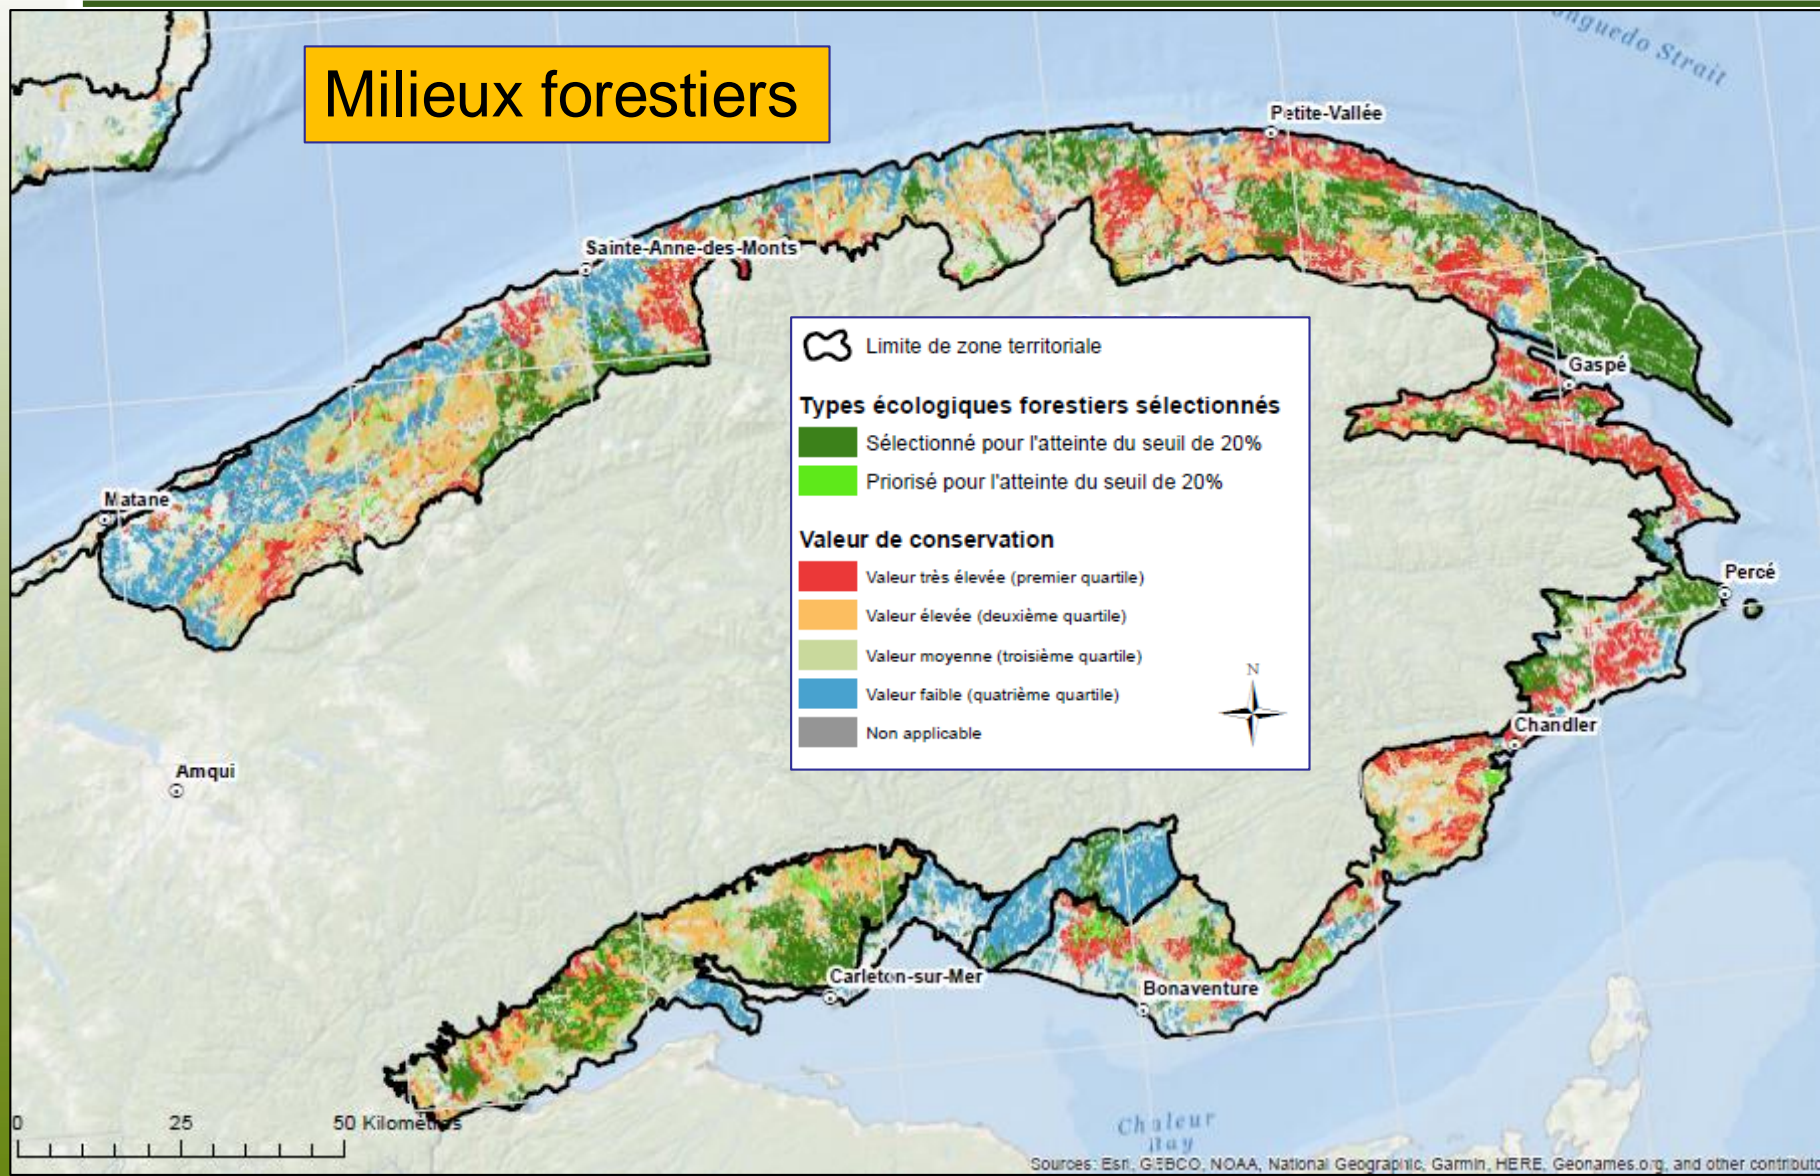 Milieux forestiers
Strait
Petite-Vallée
Sainte-Anne-des-Monts
Limite de zone territoriale
Types écologiques forestiers sélectionnés
Sélectionné pour l'atteinte du seuil de 20%
Priorisé pour l'atteinte du seuil de 20%
Valeur de conservation
Valeur très élevée (premier quartile)
Valeur élevée (deuxième quartile)
Valeur moyenne (troisième quartile)
Valeur faible (quatrième quartile)
Non applicable
N
Gaspé
Matane
Percé
Chandler
Amqui
Carleton-sur-Mer
Bonaventure
0 25 50 Kilomètres
Chaleur
Bay
Sources: Esri, GEBCO, NOAA, National Geographic, Garmin, HERE, Geonames.org, and other